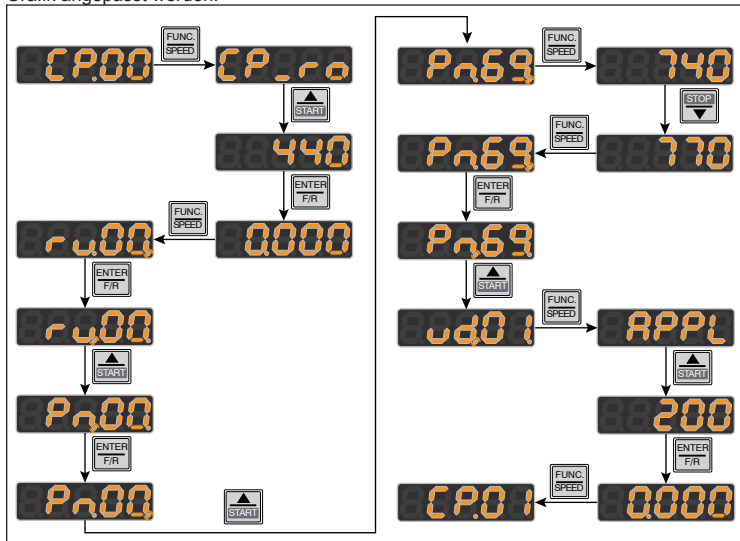 Grafik angepasst werden.
FUNC.
SPEED
CP.00
CP_ro
START
440
ENTER
F/R
FUNC.
SPEED
ru.00.
0.000
ENTER
F/R
ru.00.
START
Pn.00.
ENTER
F/R
Pn.00.
START
FUNC.
SPEED
Pn.69.
740
STOP
FUNC.
SPEED
Pn.69.
770
ENTER
F/R
Pn.69.
START
FUNC.
SPEED
ud.01.
APPL
START
200
ENTER
F/R
FUNC.
SPEED
CP.01
0.000